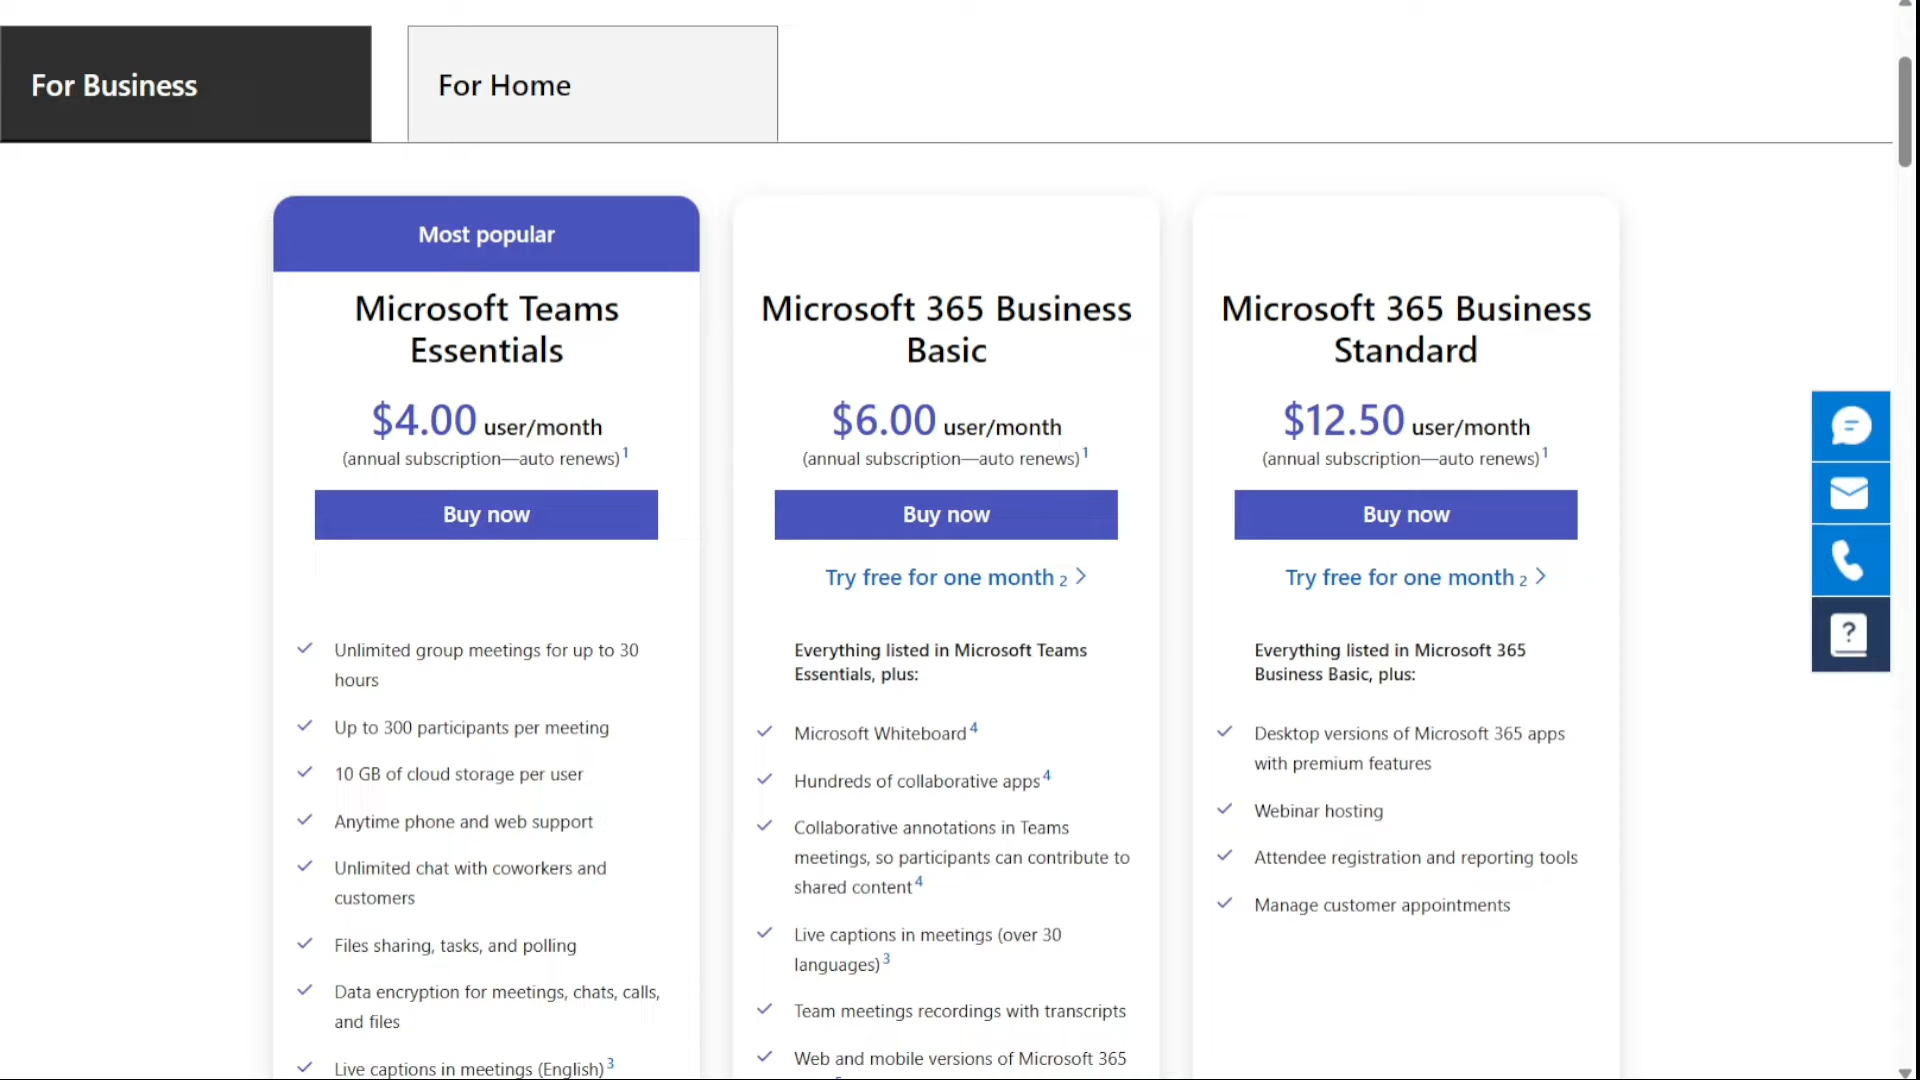 For Business
For Home
Most popular
Microsoft Teams
Essentials
$4.00 user/month
(annual subscription—auto renews) 1
Buy now
Unlimited group meetings for up to 30
hours
Up to 300 participants per meeting
10 GB of cloud storage per user
Anytime phone and web support
Unlimited chat with coworkers and
customers
Files sharing, tasks, and polling
Data encryption for meetings, chats, calls,
and files
Live captions in meetings (English) 3
Microsoft 365 Business
Basic
$6.00 user/month
(annual subscription—auto renews) 1
Buy now
Try free for one month 2
Everything listed in Microsoft Teams
Essentials, plus:
Microsoft Whiteboard 4
Hundreds of collaborative apps 4
Collaborative annotations in Teams
meetings, so participants can contribute to
shared content 4
Live captions in meetings (over 30
languages) 3
Team meetings recordings with transcripts
Web and mobile versions of Microsoft 365
Microsoft 365 Business
Standard
$12.50 user/month
(annual subscription—auto renews) 1
Buy now
Try free for one month 2
Everything listed in Microsoft 365
Business Basic, plus:
Desktop versions of Microsoft 365 apps
with premium features
Webinar hosting
Attendee registration and reporting tools
Manage customer appointments
?